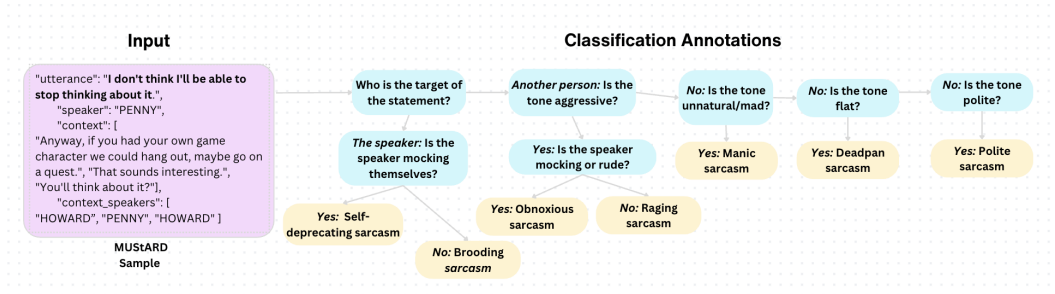 Input
"utterance": "I don't think I'll be able to
stop thinking about it.",
"speaker": "PENNY",
"context": [
"Anyway, if you had your own game
character we could hang out, maybe go on
a quest.", "That sounds interesting.",
"You'll think about it?"],
"context_speakers": [
"HOWARD”, "PENNY", "HOWARD" ]
MUStARD
Sample
Classification Annotations
Who is the target of
the statement?
Another person: Is the
tone aggressive?
No: Is the tone
unnatural/mad?
No: Is the tone
flat?
No: Is the tone
polite?
The speaker: Is the
speaker mocking
themselves?
Yes: Is the speaker
mocking or rude?
Yes: Manic
sarcasm
Yes: Deadpan
sarcasm
Yes: Polite
sarcasm
Yes: Self-
deprecating sarcasm
No: Brooding
sarcasm
Yes: Obnoxious
sarcasm
No: Raging
sarcasm